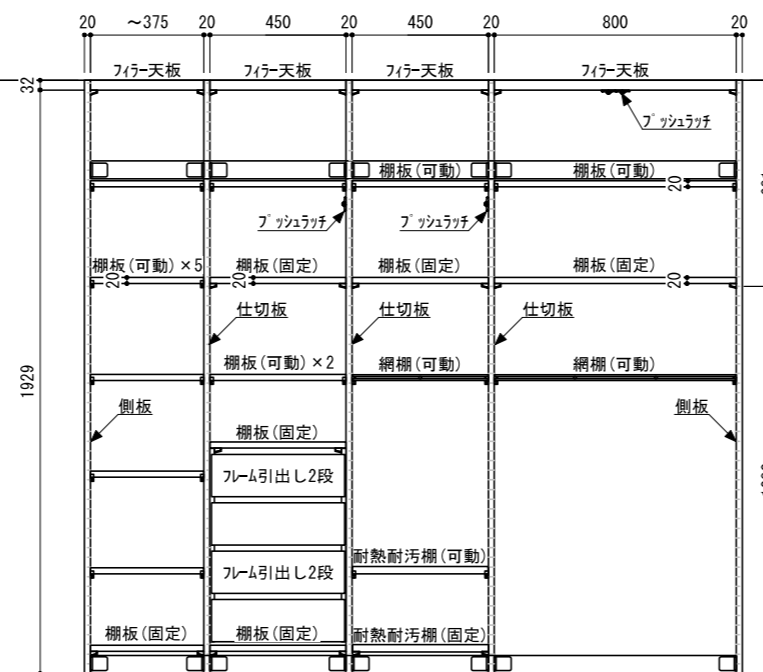 20 ～375 20 450 20 450 20 800 20
フィラー天板 フィラー天板 フィラー天板 フィラー天板
32
プッシュラッチ
棚板(可動) 棚板(可動)
20
プッシュラッチ プッシュラッチ
棚板(可動)×5 棚板(固定) 棚板(固定) 棚板(固定)
20 20 20
仕切板 仕切板 仕切板
棚板(可動)×2 網棚(可動) 網棚(可動)
1929
側板 側板
棚板(固定)
フレーム引出し2段
耐熱耐汚棚(可動)
フレーム引出し2段
棚板(固定) 棚板(固定) 耐熱耐汚棚(固定)